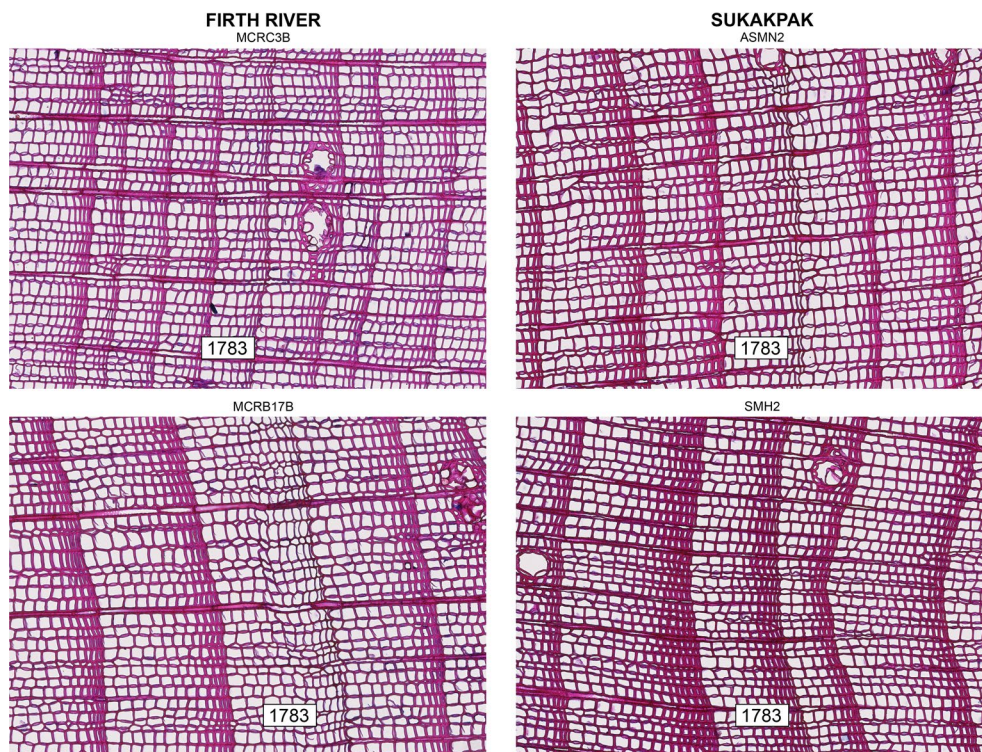 FIRTH RIVER
MCRC3B
1783
SUKAKPAK
ASMN2
1783
MCRB17B
1783
SMH2
1783